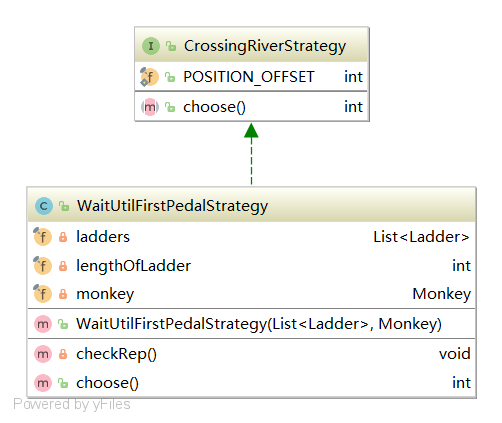 I CrossingRiverStrategy
f POSITION_OFFSET int
m choose() int
C WaitUtilFirstPedalStrategy
f ladders List<Ladder>
f lengthOfLadder int
f monkey Monkey
m WaitUtilFirstPedalStrategy(List<Ladder>, Monkey)
m checkRep() void
m choose() int
Powered by yFiles